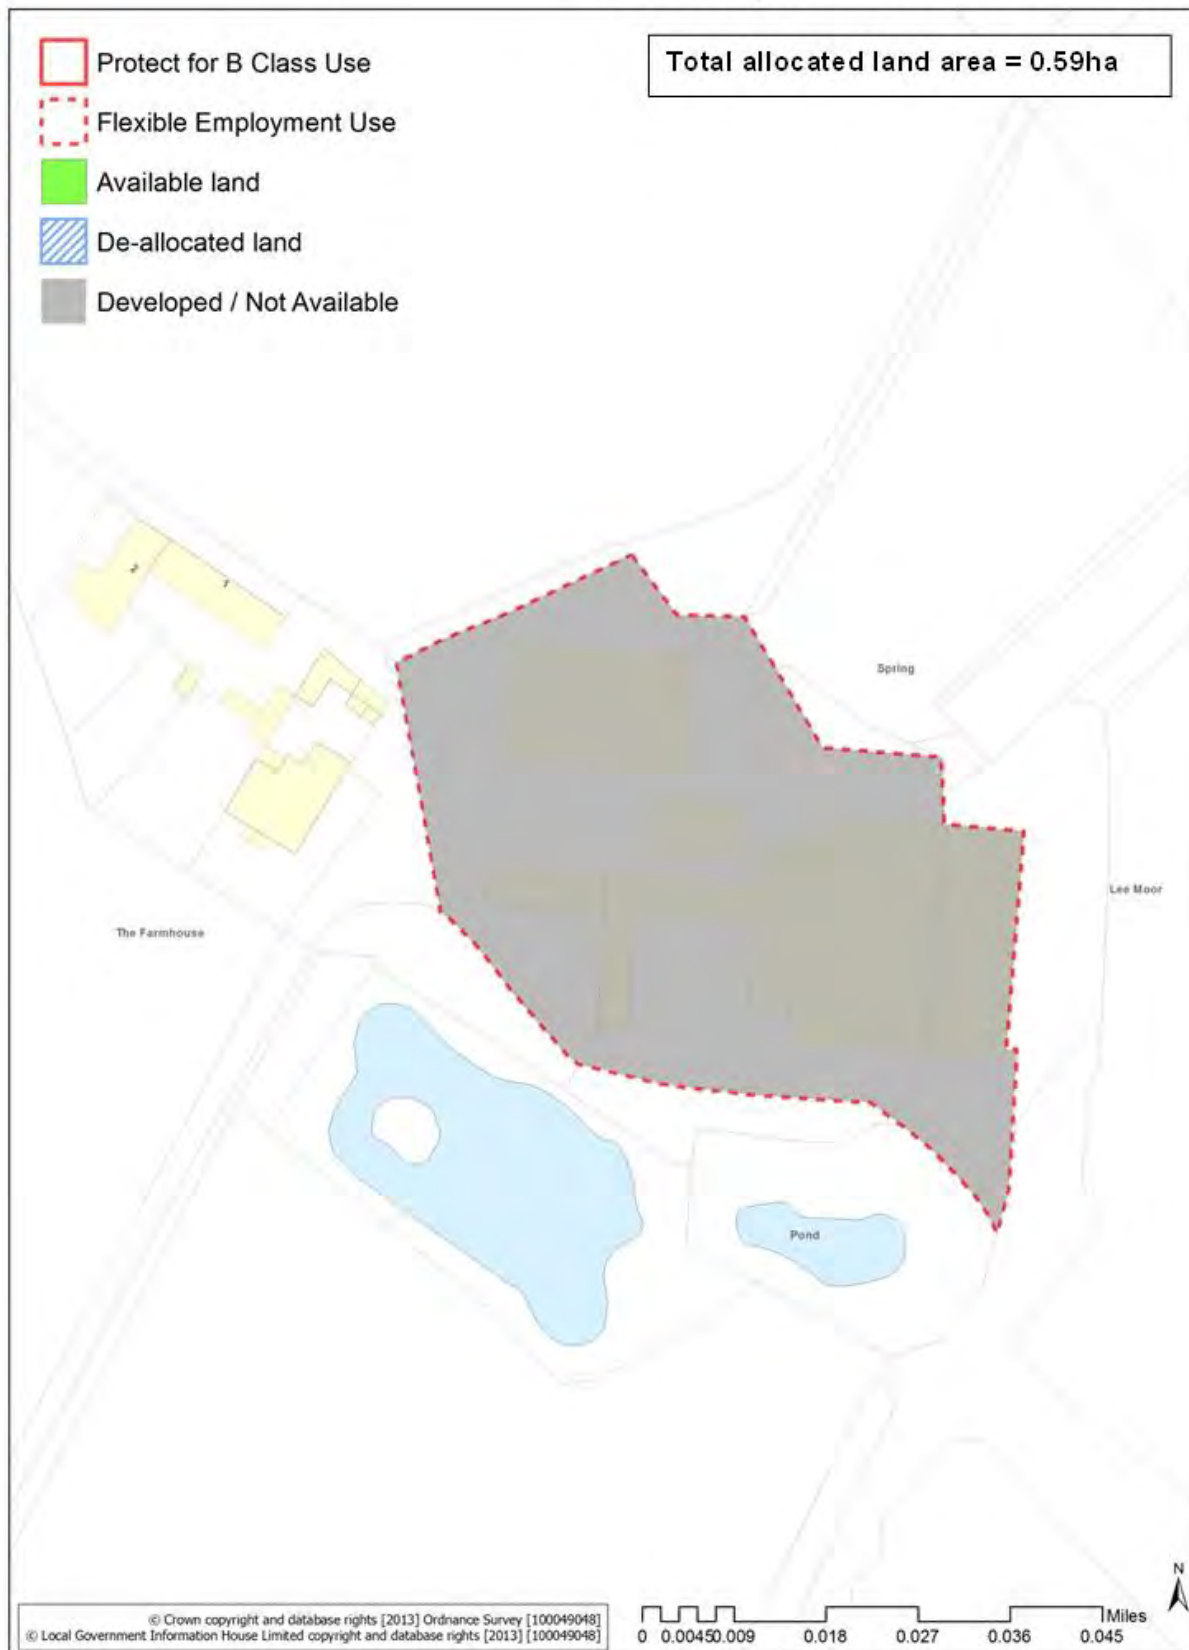 Protect for B Class Use
Total allocated land area = 0.59ha
Flexible Employment Use
Available land
De-allocated land
Developed / Not Available
2
1
Spring
Lee Moor
The Farmhouse
Pond
N
© Crown copyright and database rights [2013] Ordnance Survey [100049048]
© Local Government Information House Limited copyright and database rights [2013] [100049048]
Miles
0 0.0045 0.009 0.018 0.027 0.036 0.045